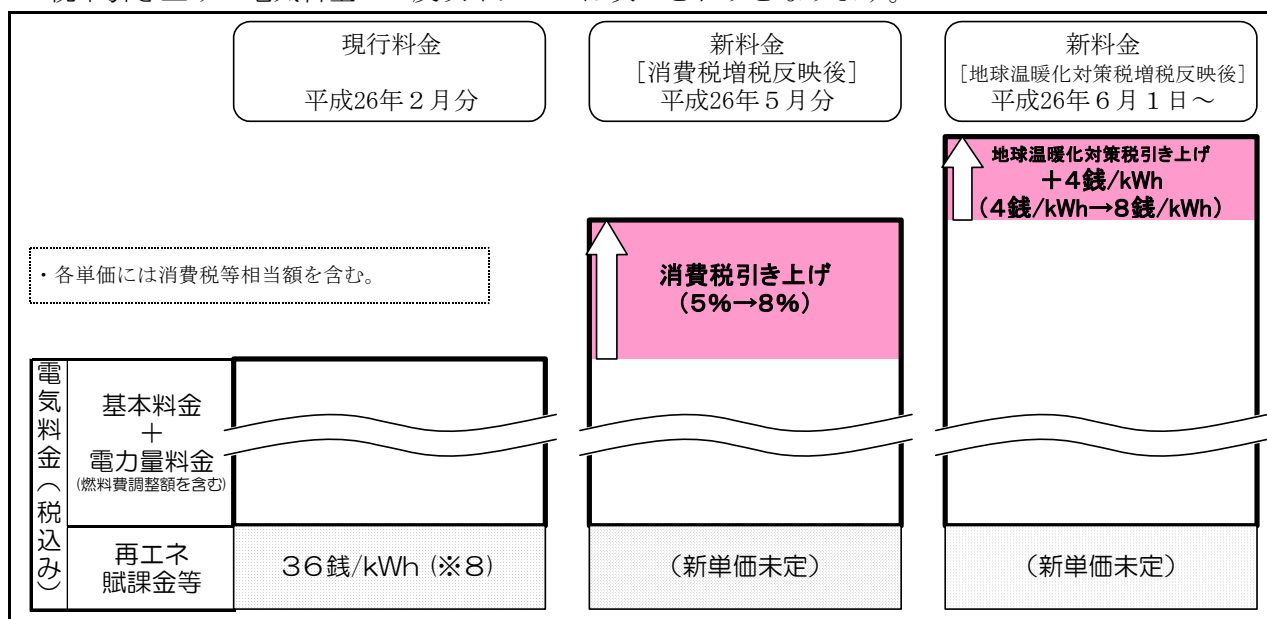 現行料金
平成26年2月分
新料金
[消費税増税反映後]
平成26年5月分
新料金
[地球温暖化対策税増税反映後]
平成26年6月1日～
地球温暖化対策税引き上げ
＋4銭/kWh
(4銭/kWh→8銭/kWh)
消費税引き上げ
(5%→8%)
・各単価には消費税等相当額を含む。
電気料金（税込み）
基本料金
＋
電力量料金
(燃料費調整額を含む)
再エネ
賦課金等
36銭/kWh (※8)
(新単価未定)
(新単価未定)